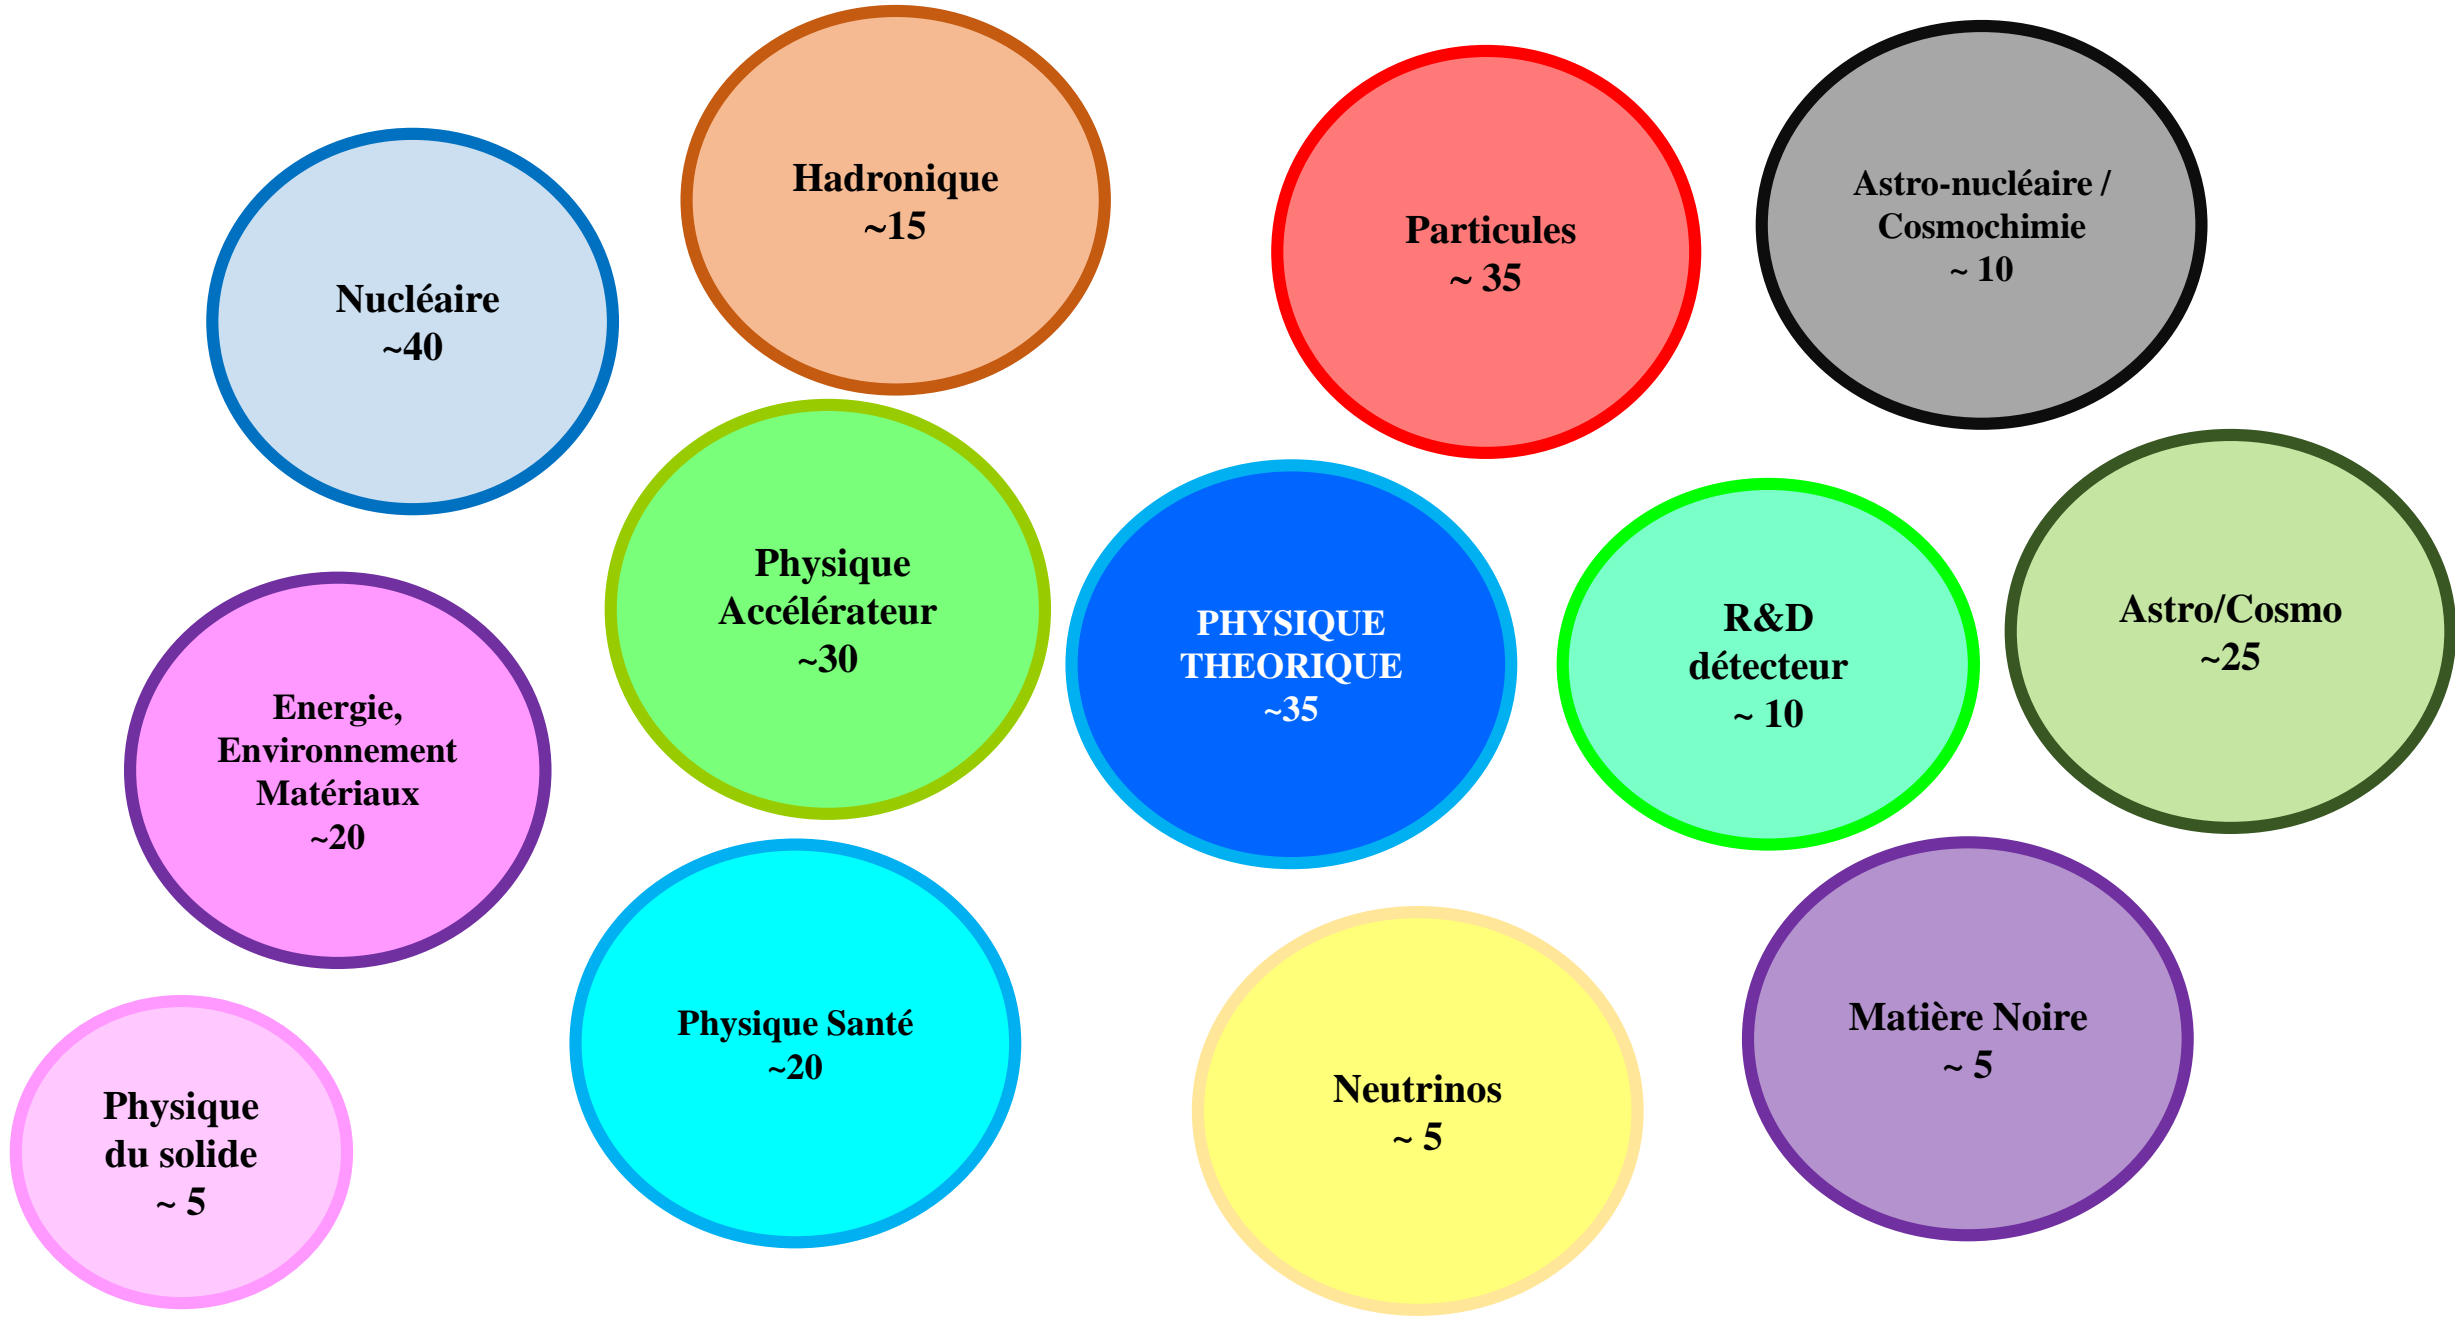 Hadronique
~15
Particules
~ 35
Astro-nucléaire /
Cosmochimie
~ 10
Nucléaire
~40
Physique
Accélérateur
~30
PHYSIQUE
THEORIQUE
~35
R&D
détecteur
~ 10
Astro/Cosmo
~25
Energie,
Environnement
Matériaux
~20
Physique Santé
~20
Neutrinos
~ 5
Matière Noire
~ 5
Physique
du solide
~ 5